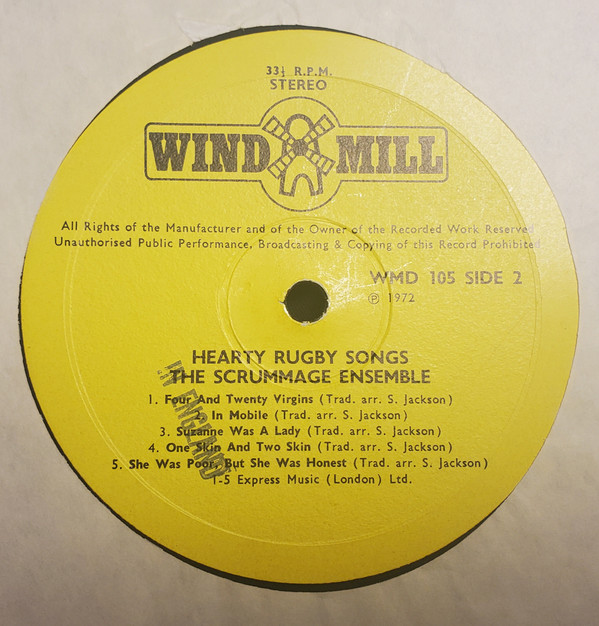 33⅓ R.P.M.
STEREO
WIND MILL
All Rights of the Manufacturer and of the Owner of the Recorded Work Reserved
Unauthorised Public Performance, Broadcasting & Copying of this Record Prohibited
WMD 105 SIDE 2
℗ 1972
HEARTY RUGBY SONGS
THE SCRUMMAGE ENSEMBLE
1. Four And Twenty Virgins (Trad. arr. S. Jackson)
2. In Mobile (Trad. arr. S. Jackson)
3. Suzanne Was A Lady (Trad. arr. S. Jackson)
4. One Skin And Two Skin (Trad. arr. S. Jackson)
5. She Was Poor, But She Was Honest (Trad. arr. S. Jackson)
1-5 Express Music (London) Ltd.
IN ENGLAND